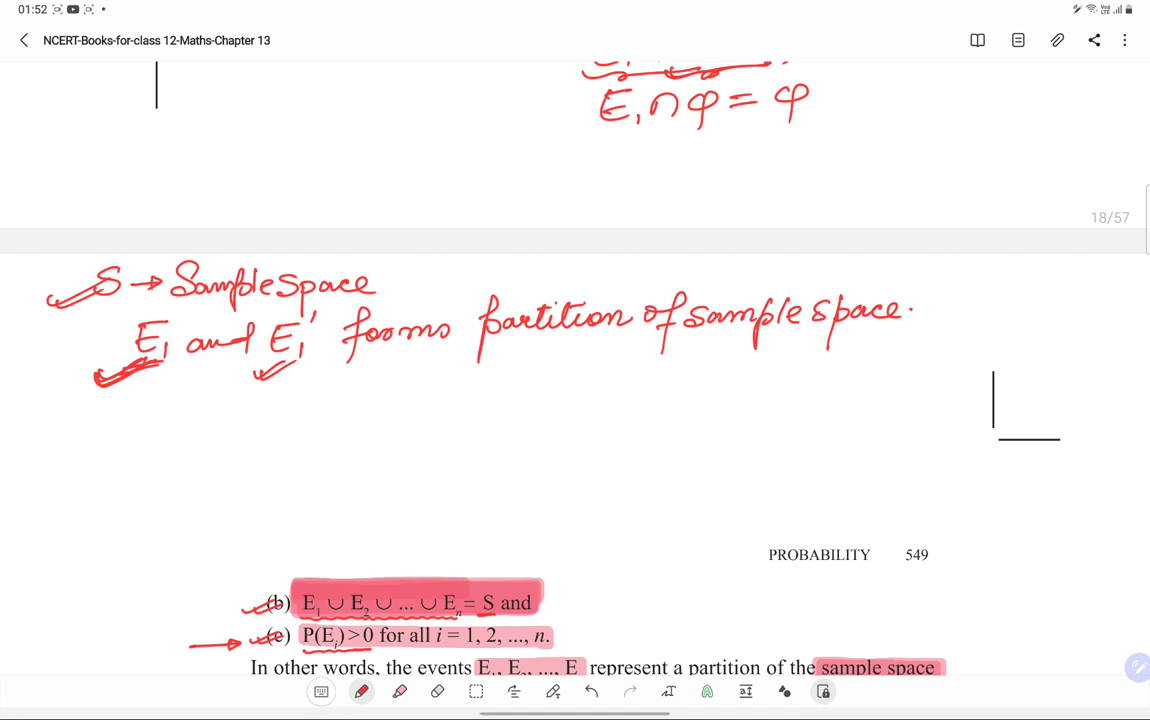 01:52
NCERT-Books-for-class 12-Maths-Chapter 13
E₁ ∩ φ = φ
18/57
S → Sample space
E₁ and E₁' forms partition of sample space.
PROBABILITY 549
(b) E₁ ∪ E₂ ∪ ... ∪ Eₙ = S and
(c) P(Eᵢ) > 0 for all i = 1, 2, ..., n.
In other words, the events E₁, E₂, ..., E represent a partition of the sample space